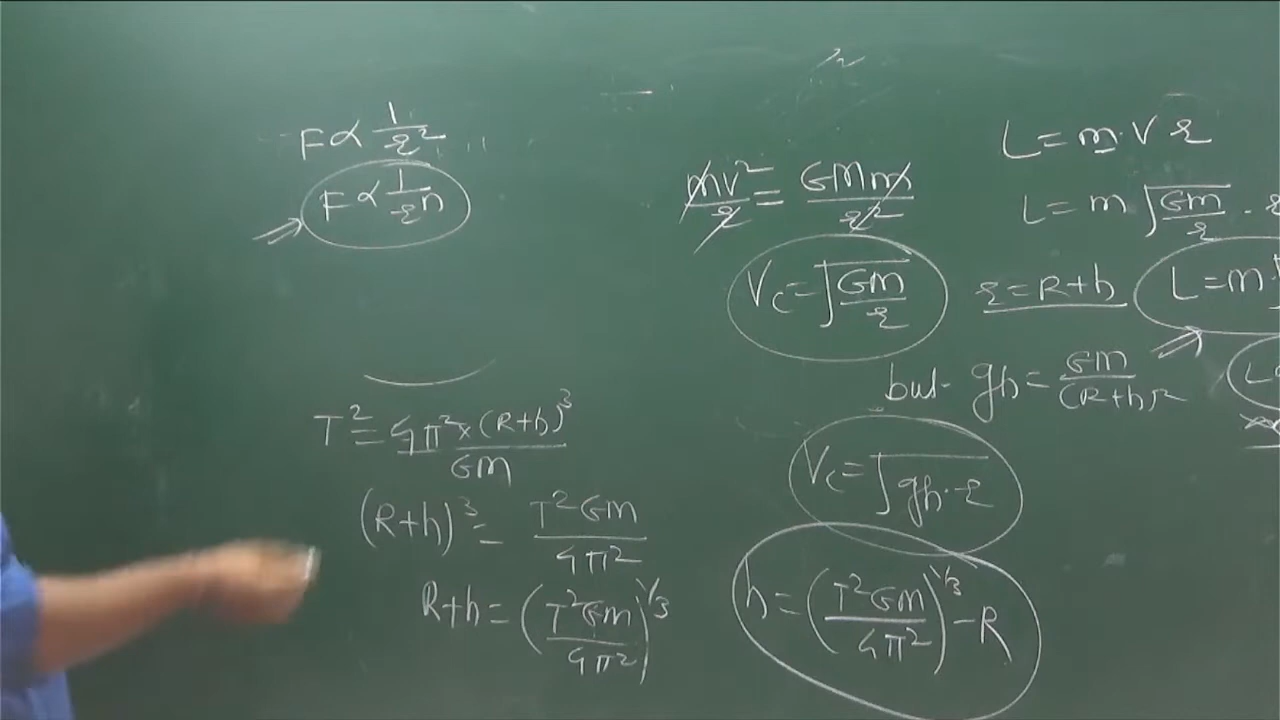 F ∝ 1/r²
F ∝ 1/rⁿ
T² = 4π² × (R+h)³ / GM
(R+h)³ = T²GM / 4π²
R+h = (T²GM / 4π²)^1/3
mv²/r = GMm/r²
Vc = √(GM/r)
r = R+h
but gh = GM/(R+h)²
Vc = √(gh·r)
h = (T²GM / 4π²)^1/3 − R
L = m·V r
L = m √(GM/r) ·
L = m